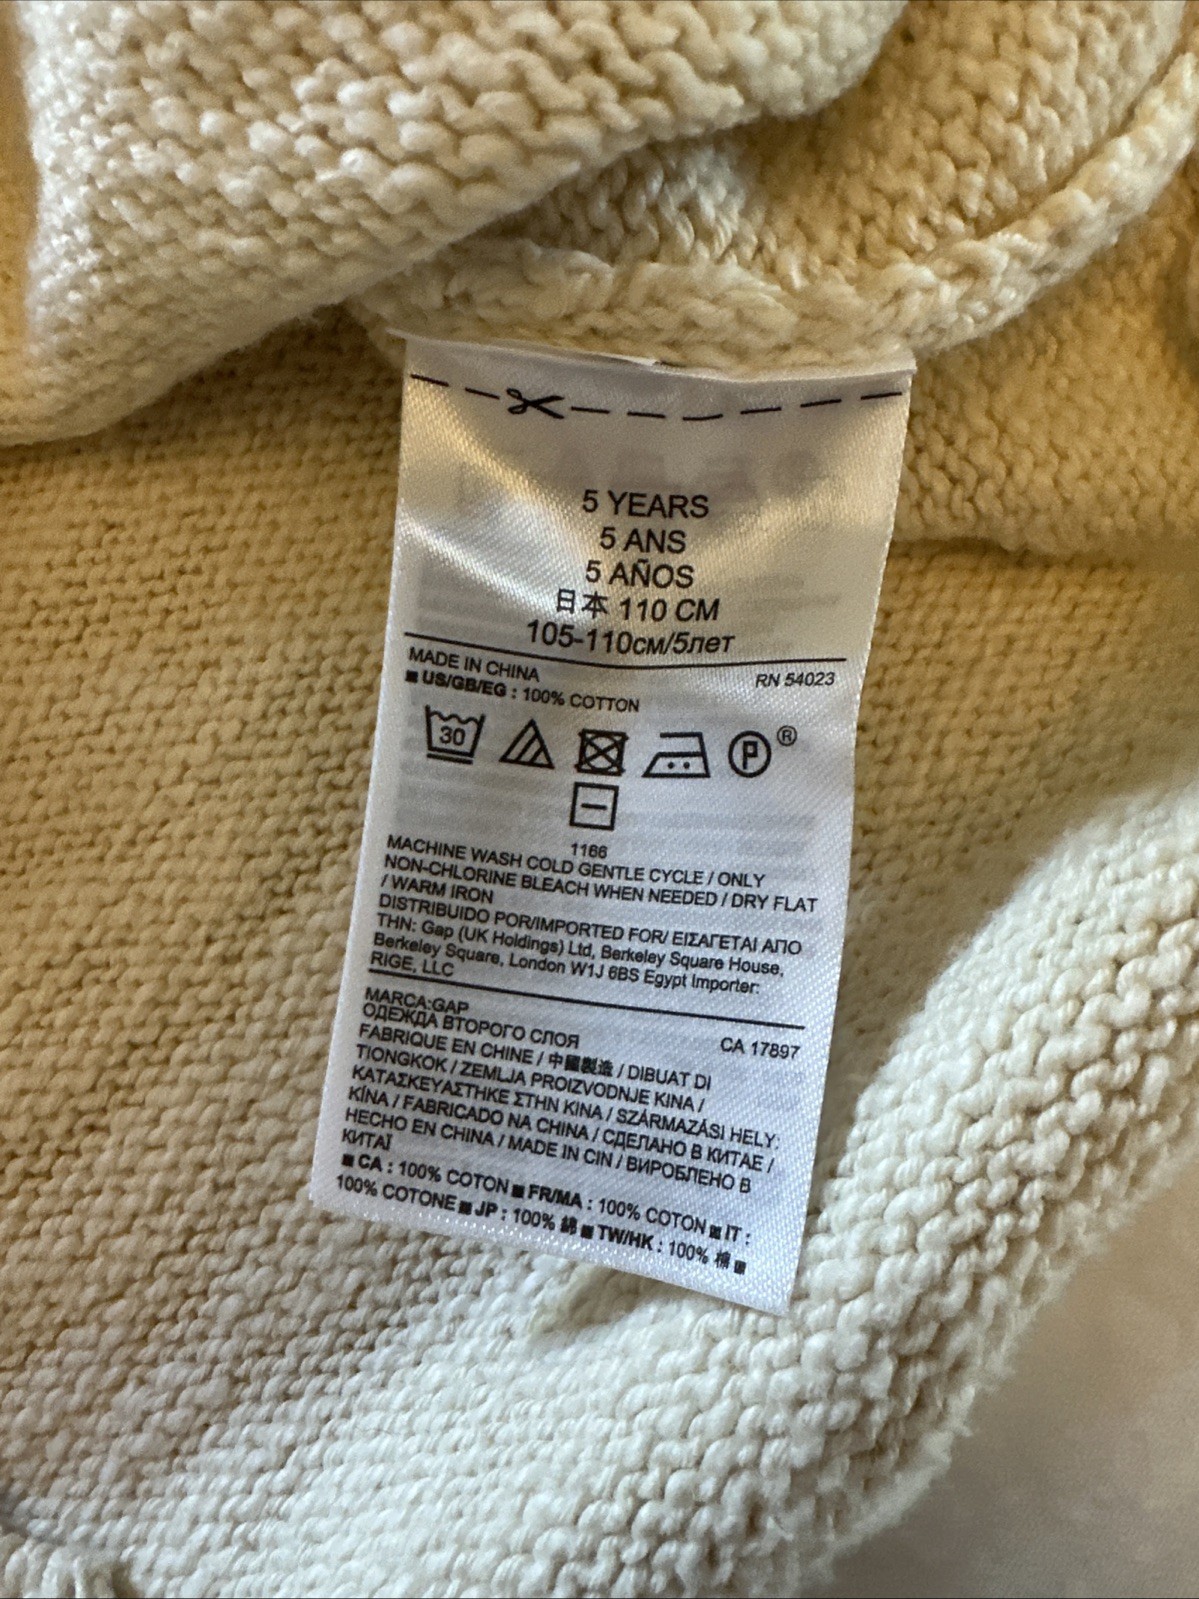 5 YEARS
5 ANS
5 AÑOS
日本 110 CM
105-110см/5лет
MADE IN CHINA
RN 54023
■ US/GB/EG : 100% COTTON
30
P ®
1166
MACHINE WASH COLD GENTLE CYCLE / ONLY
NON-CHLORINE BLEACH WHEN NEEDED / DRY FLAT
/ WARM IRON
DISTRIBUIDO POR/IMPORTED FOR/ ΕΙΣΑΓΕΤΑΙ ΑΠΟ
ΤΗΝ: Gap (UK Holdings) Ltd, Berkeley Square House,
Berkeley Square, London W1J 6BS Egypt Importer:
RIGE, LLC
MARCA:GAP
CA 17897
ОДЕЖДА ВТОРОГО СЛОЯ
FABRIQUE EN CHINE / 中國製造 / DIBUAT DI
TIONGKOK / ZEMLJA PROIZVODNJE KINA /
ΚΑΤΑΣΚΕΥΑΣΤΗΚΕ ΣΤΗΝ ΚΙΝΑ / SZÁRMAZÁSI HELY:
KÍNA / FABRICADO NA CHINA / СДЕЛАНО В КИТАЕ /
HECHO EN CHINA / MADE IN CIN / ВИРОБЛЕНО В
КИТАЇ
■ CA : 100% COTON ■ FR/MA : 100% COTON ■ IT :
100% COTONE ■ JP : 100% 綿 ■ TW/HK : 100% 棉 ■